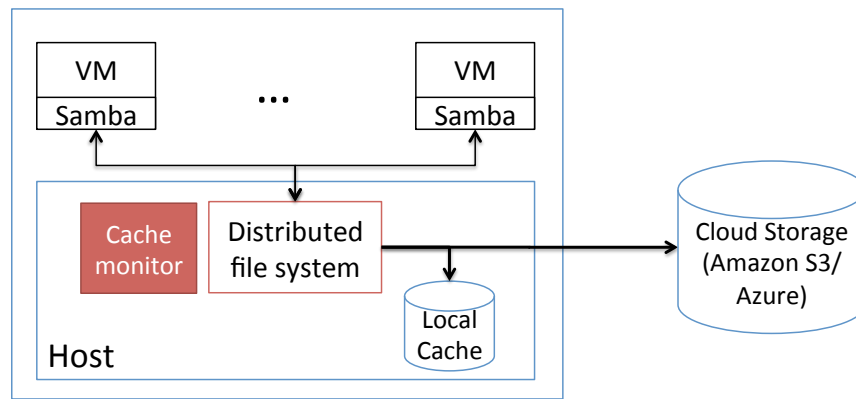 VM
Samba
...
VM
Samba
Cache
monitor
Distributed
file system
Local
Cache
Host
Cloud Storage
(Amazon S3/
Azure)